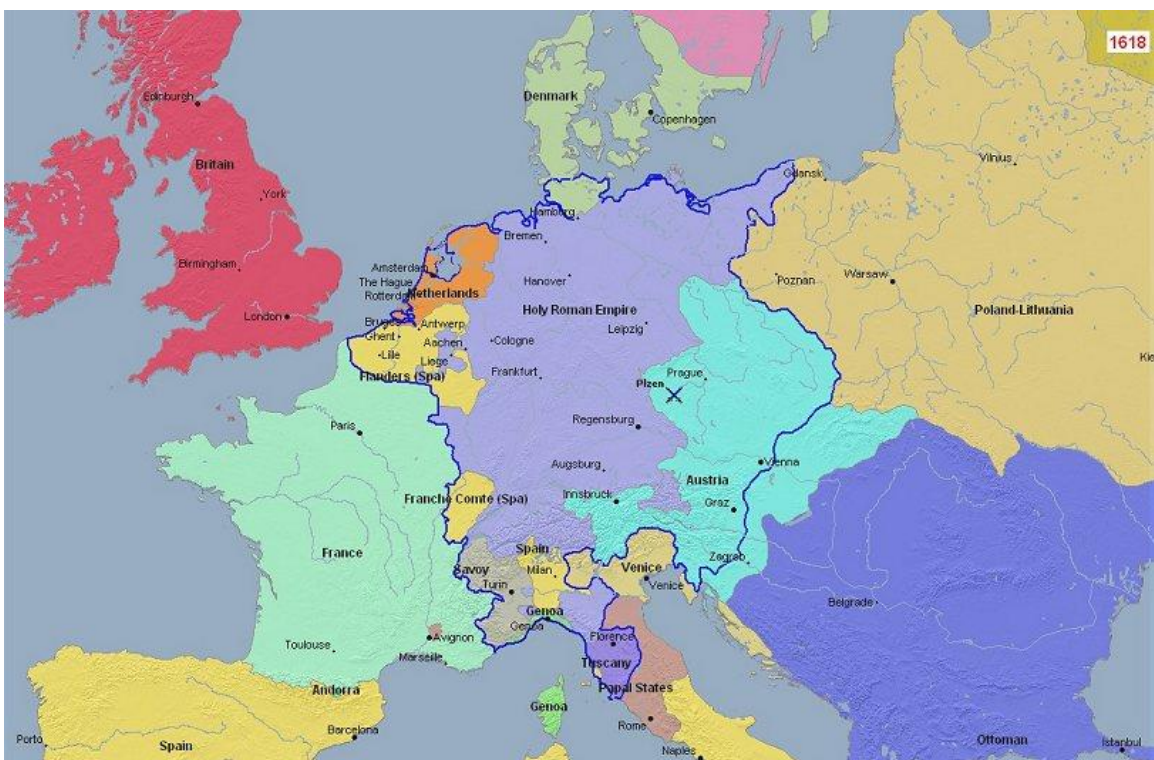 1618
Edinburgh
Denmark
Copenhagen
Britain
Vilnius
Gdansk
York
Hamburg
Bremen
Birmingham
Amsterdam
The Hague
Netherlands
Hanover
Poznan
Warsaw
Holy Roman Empire
Poland-Lithuania
London
Antwerp
Leipzig
Ghent
Aachen
Cologne
Lille
Liege
Flanders (Spa)
Frankfurt
Prague
Plzen
Paris
Regensburg
Augsburg
Vienna
Austria
Franche Comté (Spa)
Innsbruck
Graz
France
Spain
Zagreb
Savoy
Milan
Venice
Turin
Venice
Belgrade
Genoa
Genoa
Avignon
Florence
Toulouse
Marseille
Tuscany
Andorra
Papal States
Genoa
Rome
Barcelona
Porto
Spain
Naples
Ottoman
Istanbul